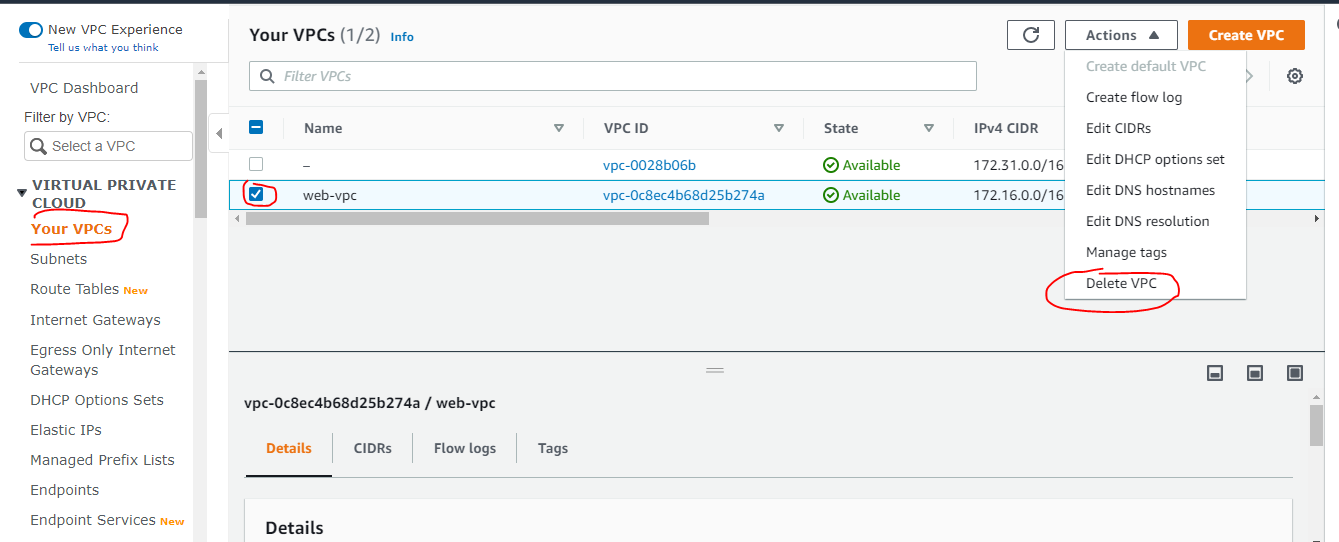 New VPC Experience
Tell us what you think
VPC Dashboard
Filter by VPC:
Select a VPC
VIRTUAL PRIVATE
CLOUD
Your VPCs
Subnets
Route Tables New
Internet Gateways
Egress Only Internet
Gateways
DHCP Options Sets
Elastic IPs
Managed Prefix Lists
Endpoints
Endpoint Services New
Your VPCs (1/2) Info
Actions
Create VPC
Filter VPCs
Create default VPC
Create flow log
Edit CIDRs
Edit DHCP options set
Edit DNS hostnames
Edit DNS resolution
Manage tags
Delete VPC
Name VPC ID State IPv4 CIDR
– vpc-0028b06b Available 172.31.0.0/16
web-vpc vpc-0c8ec4b68d25b274a Available 172.16.0.0/16
vpc-0c8ec4b68d25b274a / web-vpc
Details CIDRs Flow logs Tags
Details